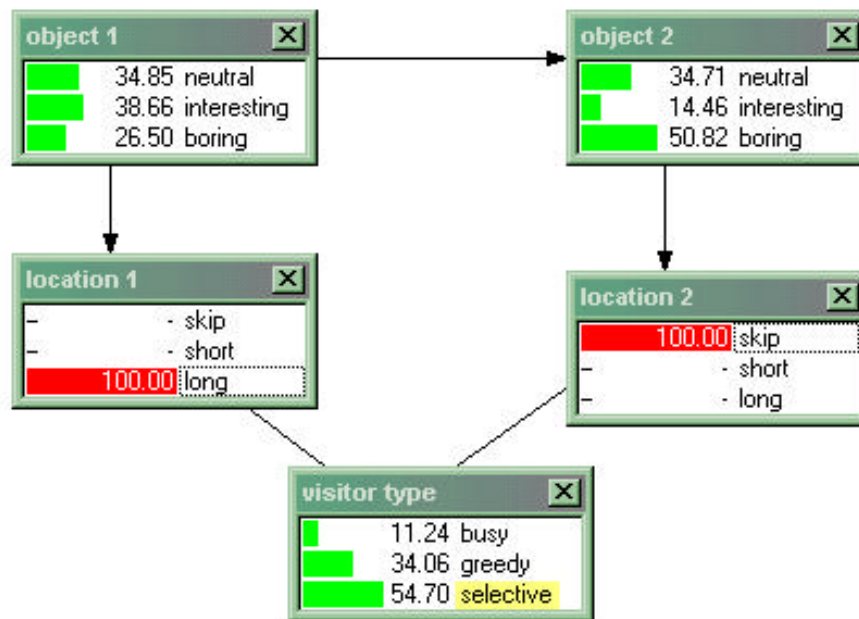 object 1
34.85 neutral
38.66 interesting
26.50 boring
object 2
34.71 neutral
14.46 interesting
50.82 boring
location 1
- - skip
- - short
100.00 long
location 2
100.00 skip
- - short
- - long
visitor type
11.24 busy
34.06 greedy
54.70 selective